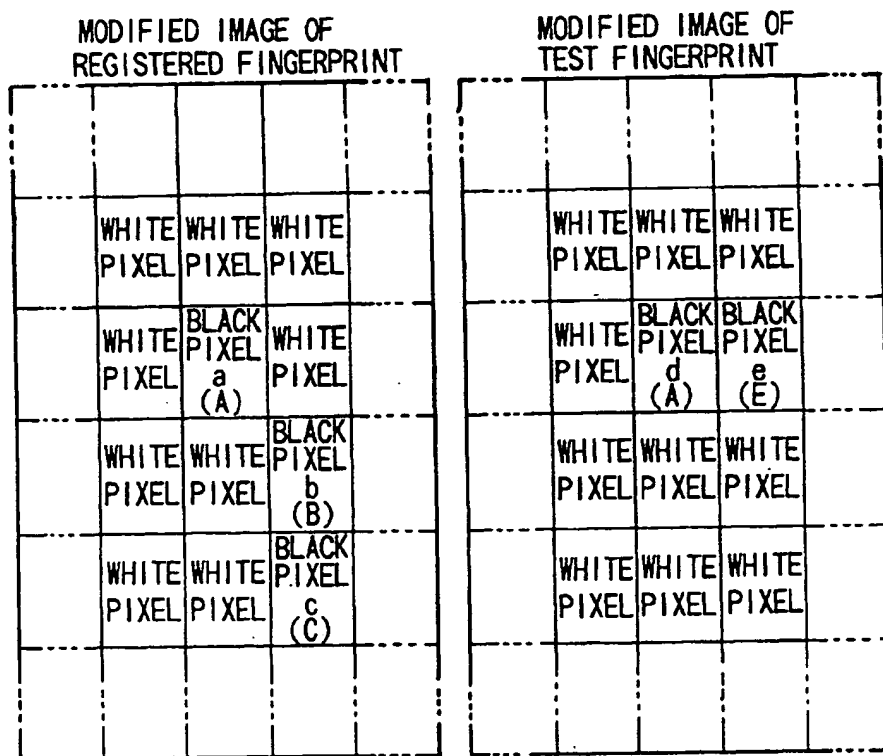 MODIFIED IMAGE OF
REGISTERED FINGERPRINT
WHITE WHITE WHITE
PIXEL PIXEL PIXEL
WHITE
PIXEL
BLACK
PIXEL
a
(A)
WHITE
PIXEL
WHITE
PIXEL
WHITE
PIXEL
BLACK
PIXEL
b
(B)
WHITE
PIXEL
WHITE
PIXEL
BLACK
PIXEL
c
(C)
MODIFIED IMAGE OF
TEST FINGERPRINT
WHITE WHITE WHITE
PIXEL PIXEL PIXEL
WHITE
PIXEL
BLACK
PIXEL
d
(A)
BLACK
PIXEL
e
(E)
WHITE WHITE WHITE
PIXEL PIXEL PIXEL
WHITE WHITE WHITE
PIXEL PIXEL PIXEL